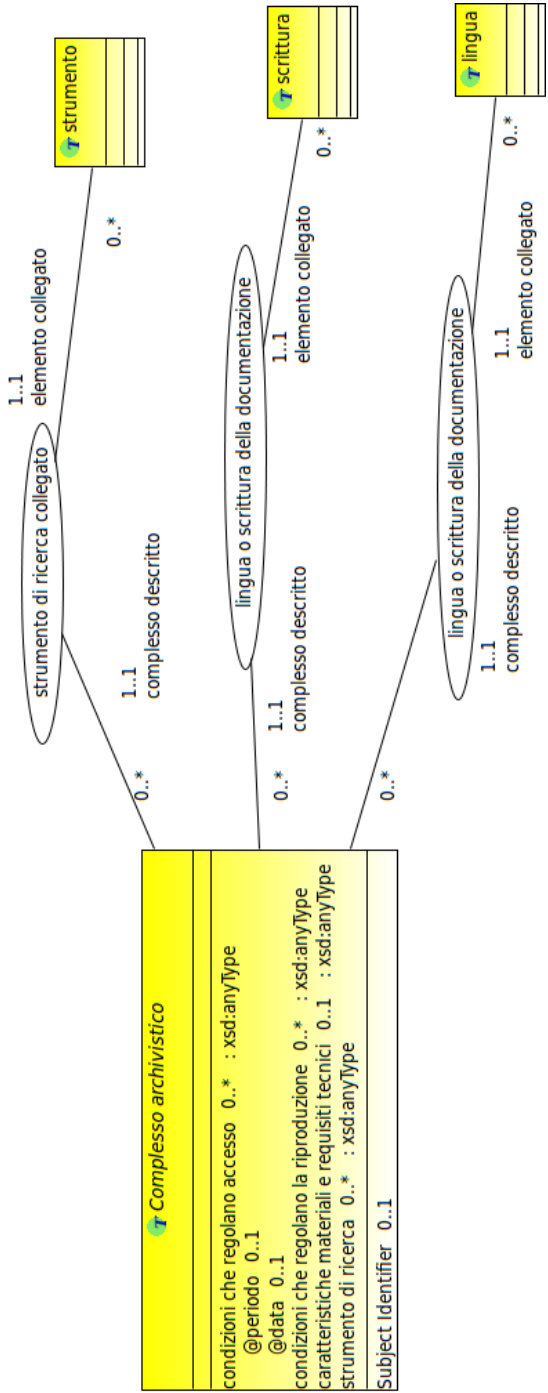 T Complesso archivistico
condizioni che regolano accesso 0..* : xsd:anyType
@periodo 0..1
@data 0..1
condizioni che regolano la riproduzione 0..* : xsd:anyType
caratteristiche materiali e requisiti tecnici 0..1 : xsd:anyType
strumento di ricerca 0..* : xsd:anyType
Subject Identifier 0..1
0..*
1..1
complesso descritto
strumento di ricerca collegato
1..1
elemento collegato
0..*
T strumento
0..*
1..1
complesso descritto
lingua o scrittura della documentazione
1..1
elemento collegato
0..*
T scrittura
0..*
1..1
complesso descritto
lingua o scrittura della documentazione
1..1
elemento collegato
0..*
T lingua